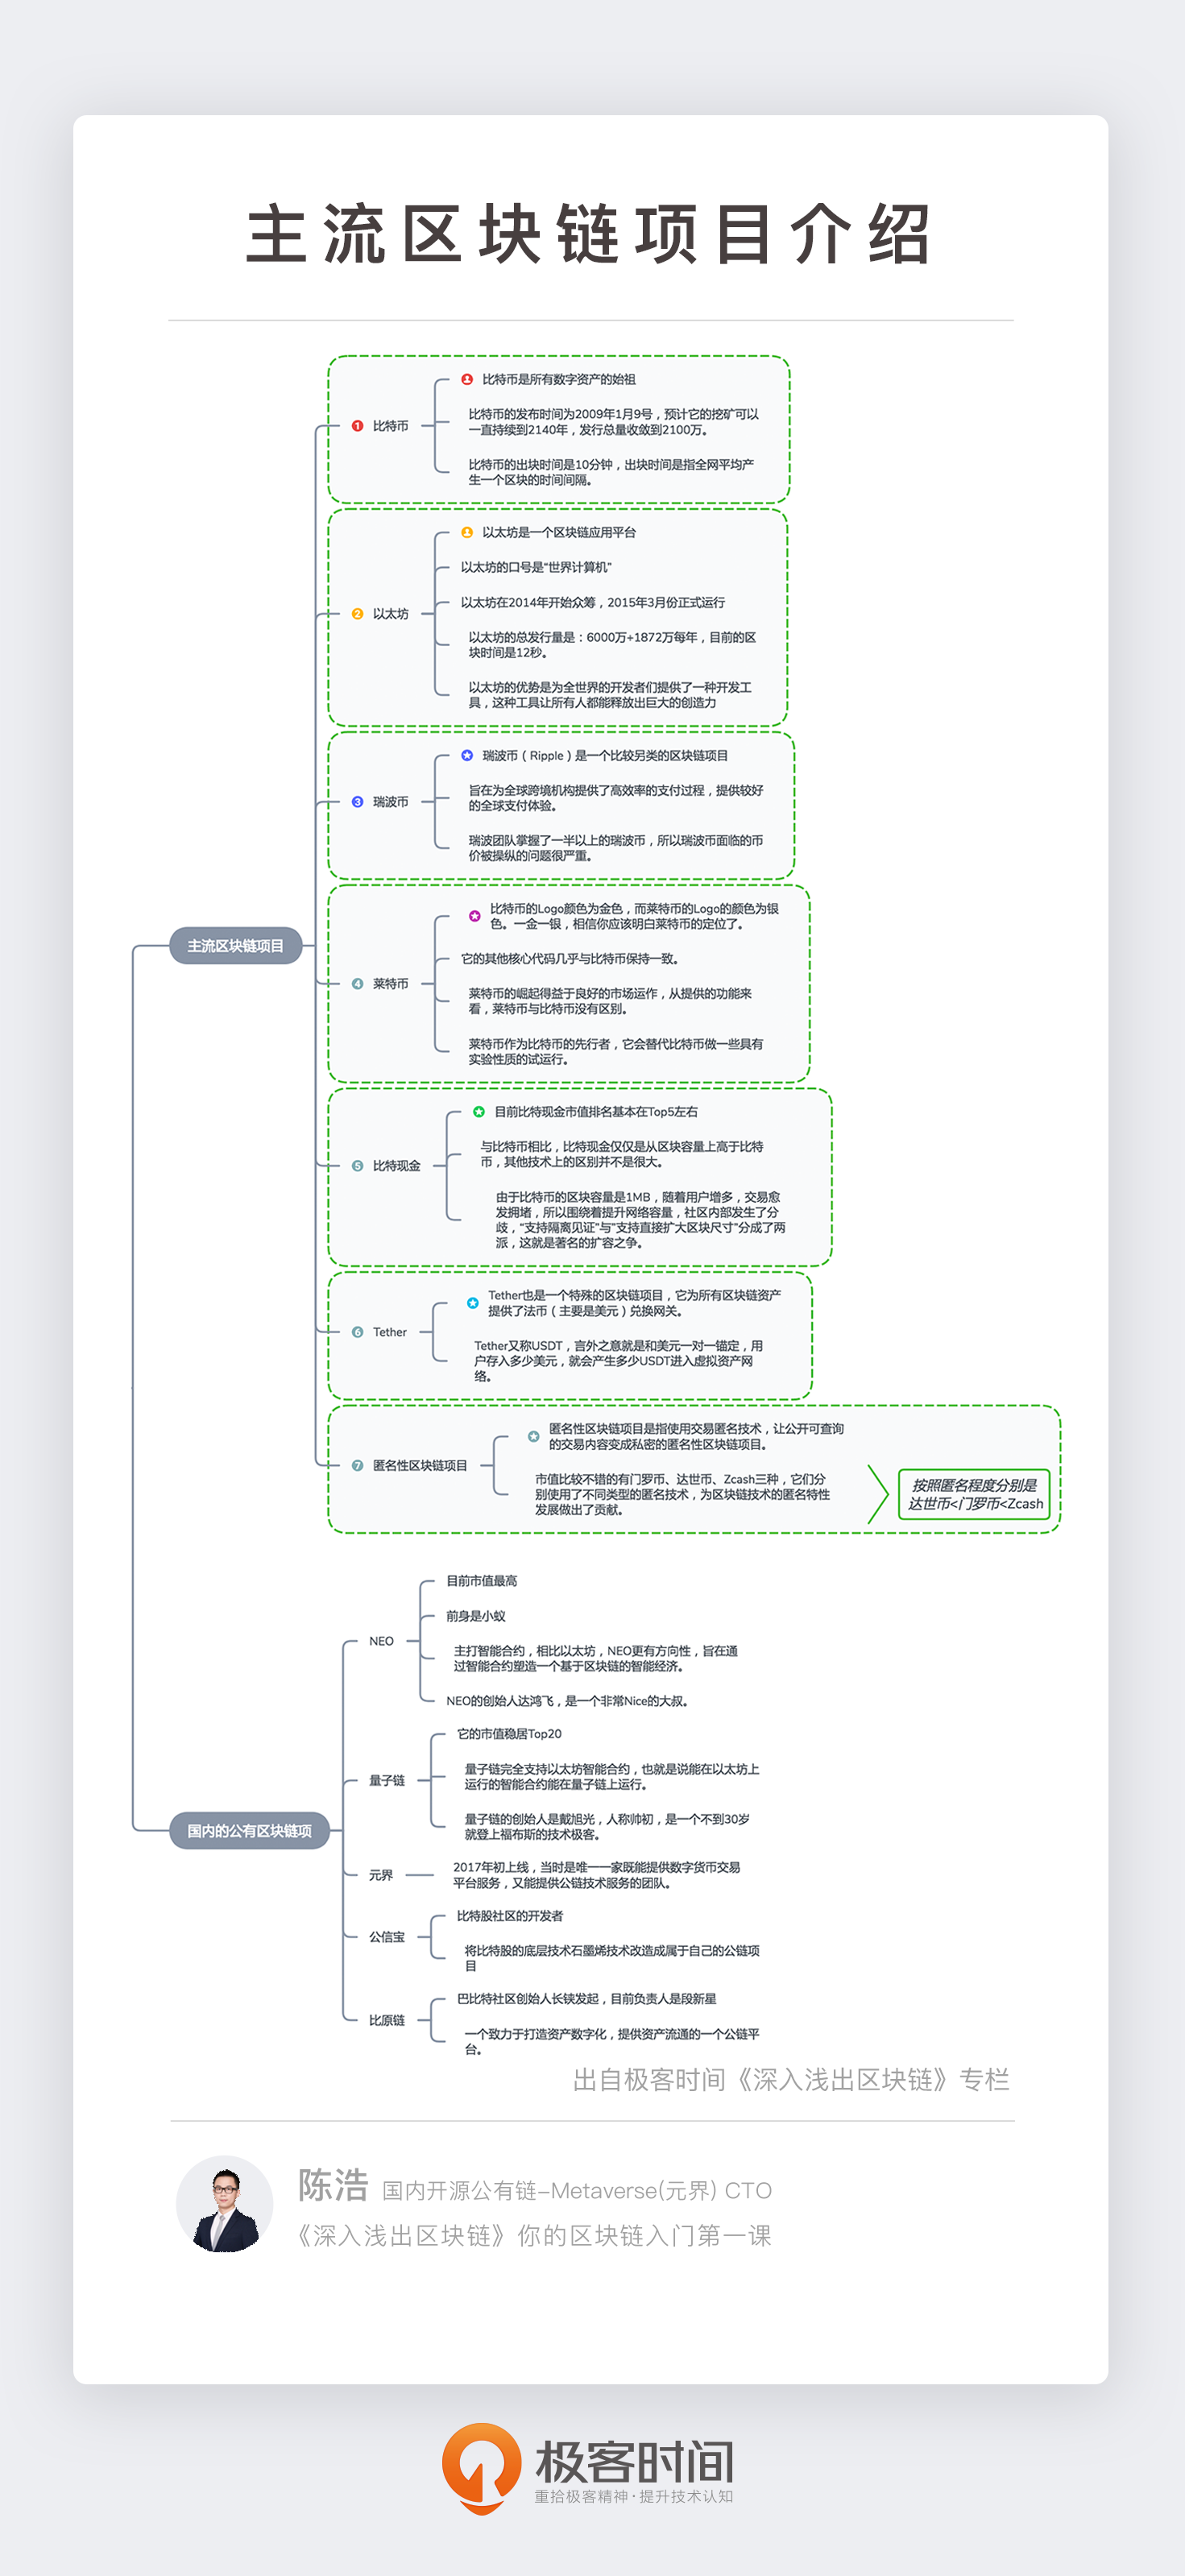 主流区块链项目介绍
主流区块链项目
1 比特币
比特币是所有数字资产的始祖
比特币的发布时间为2009年1月9号，预计它的挖矿可以
一直持续到2140年，发行总量收敛到2100万。
比特币的出块时间是10分钟，出块时间是指全网平均产
生一个区块的时间间隔。
2 以太坊
以太坊是一个区块链应用平台
以太坊的口号是“世界计算机”
以太坊在2014年开始众筹，2015年3月份正式运行
以太坊的总发行量是：6000万+1872万每年，目前的区
块时间是12秒。
以太坊的优势是为全世界的开发者们提供了一种开发工
具，这种工具让所有人都能释放出巨大的创造力
3 瑞波币
瑞波币（Ripple）是一个比较另类的区块链项目
旨在为全球跨境机构提供了高效率的支付过程，提供较好
的全球支付体验。
瑞波团队掌握了一半以上的瑞波币，所以瑞波币面临的币
价被操纵的问题很严重。
4 莱特币
比特币的Logo颜色为金色，而莱特币的Logo的颜色为银
色。一金一银，相信你应该明白莱特币的定位了。
它的其他核心代码几乎与比特币保持一致。
莱特币的崛起得益于良好的市场运作，从提供的功能来
看，莱特币与比特币没有区别。
莱特币作为比特币的先行者，它会替代比特币做一些具有
实验性质的试运行。
5 比特现金
目前比特现金市值排名基本在Top5左右
与比特币相比，比特现金仅仅是从区块容量上高于比特
币，其他技术上的区别并不是很大。
由于比特币的区块容量是1MB，随着用户增多，交易愈
发拥堵，所以围绕着提升网络容量，社区内部发生了分
歧，“支持隔离见证”与“支持直接扩大区块尺寸”分成了两
派，这就是著名的扩容之争。
6 Tether
Tether也是一个特殊的区块链项目，它为所有区块链资产
提供了法币（主要是美元）兑换网关。
Tether又称USDT，言外之意就是和美元一对一锚定，用
户存入多少美元，就会产生多少USDT进入虚拟资产网
络。
7 匿名性区块链项目
匿名性区块链项目是指使用交易匿名技术，让公开可查询
的交易内容变成私密的匿名性区块链项目。
市值比较不错的有门罗币、达世币、Zcash三种，它们分
别使用了不同类型的匿名技术，为区块链技术的匿名特性
发展做出了贡献。
按照匿名程度分别是
达世币<门罗币<Zcash
国内的公有区块链项
NEO
目前市值最高
前身是小蚁
主打智能合约，相比以太坊，NEO更有方向性，旨在通
过智能合约塑造一个基于区块链的智能经济。
NEO的创始人达鸿飞，是一个非常Nice的大叔。
量子链
它的市值稳居Top20
量子链完全支持以太坊智能合约，也就是说能在以太坊上
运行的智能合约能在量子链上运行。
量子链的创始人是戴旭光，人称帅初，是一个不到30岁
就登上福布斯的技术极客。
元界
2017年初上线，当时是唯一一家既能提供数字货币交易
平台服务，又能提供公链技术服务的团队。
公信宝
比特股社区的开发者
将比特股的底层技术石墨烯技术改造成属于自己的公链项
目
比原链
巴比特社区创始人长铗发起，目前负责人是段新星
一个致力于打造资产数字化，提供资产流通的一个公链平
台。
出自极客时间《深入浅出区块链》专栏
陈浩 国内开源公有链–Metaverse(元界) CTO
《深入浅出区块链》你的区块链入门第一课
极客时间
重拾极客精神·提升技术认知